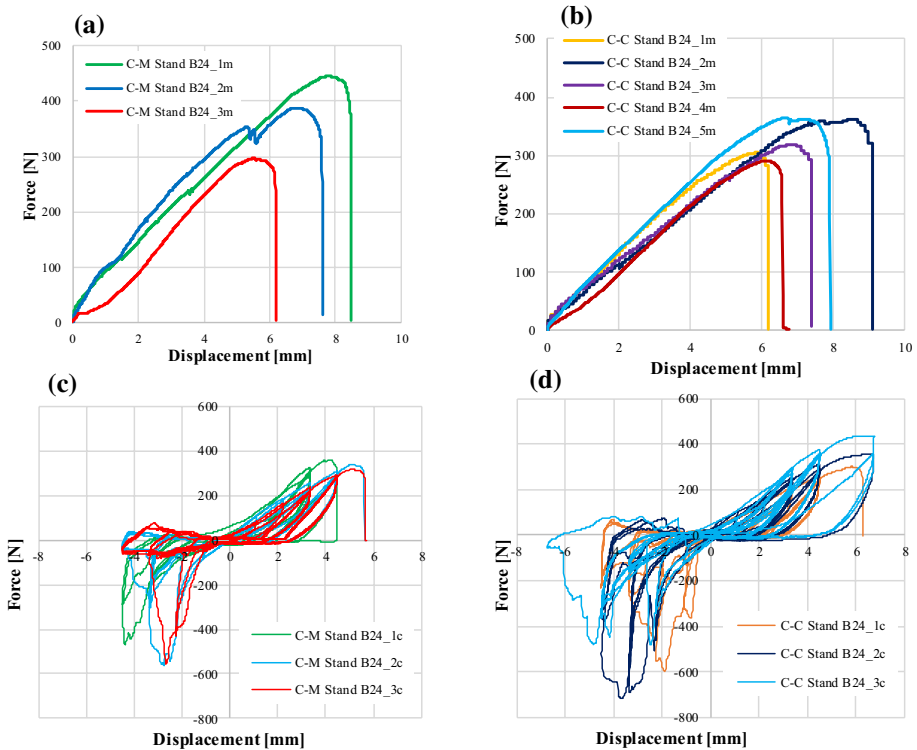 (a)
500
400
300
200
100
0
Force [N]
C-M Stand B24_1m
C-M Stand B24_2m
C-M Stand B24_3m
0 2 4 6 8 10
Displacement [mm]
(b)
500
400
300
200
100
0
Force [N]
C-C Stand B24_1m
C-C Stand B24_2m
C-C Stand B24_3m
C-C Stand B24_4m
C-C Stand B24_5m
0 2 4 6 8 10
Displacement [mm]
(c)
600
400
200
0
-200
-400
-600
-800
-8 -6 -4 -2 0 2 4 6 8
Force [N]
C-M Stand B24_1c
C-M Stand B24_2c
C-M Stand B24_3c
Displacement [mm]
(d)
600
400
200
0
-200
-400
-600
-800
-8 -6 -4 -2 0 2 4 6 8
Force [N]
C-C Stand B24_1c
C-C Stand B24_2c
C-C Stand B24_3c
Displacement [mm]